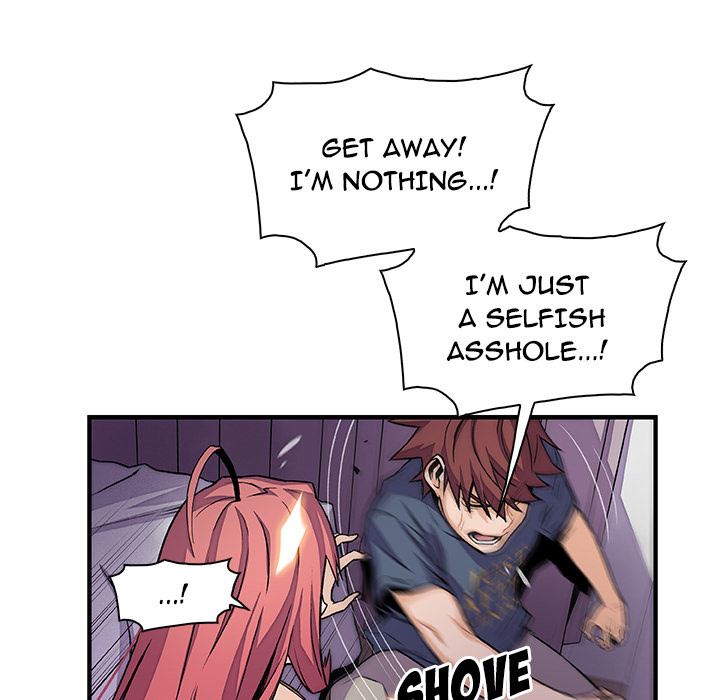 GET AWAY!
I'M NOTHING...!
I'M JUST
A SELFISH
ASSHOLE...!
...!
SHOVE